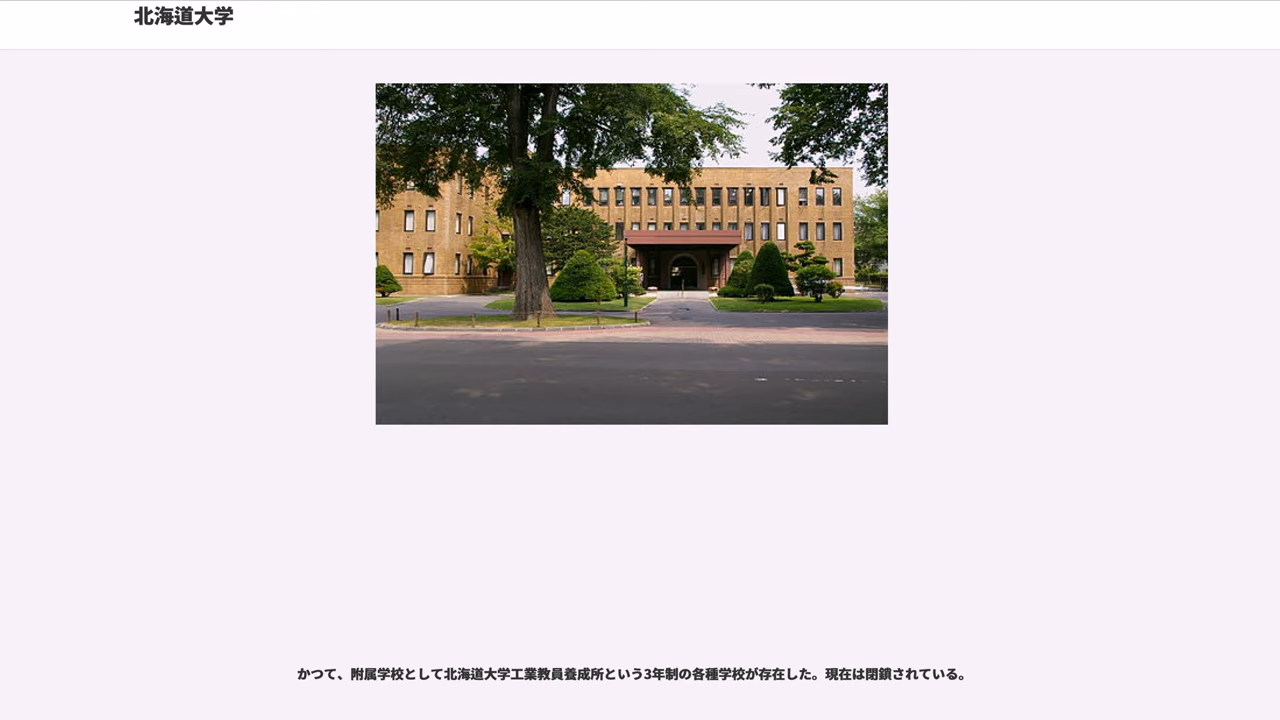 北海道大学
かつて、附属学校として北海道大学工業教員養成所という3年制の各種学校が存在した。現在は閉鎖されている。